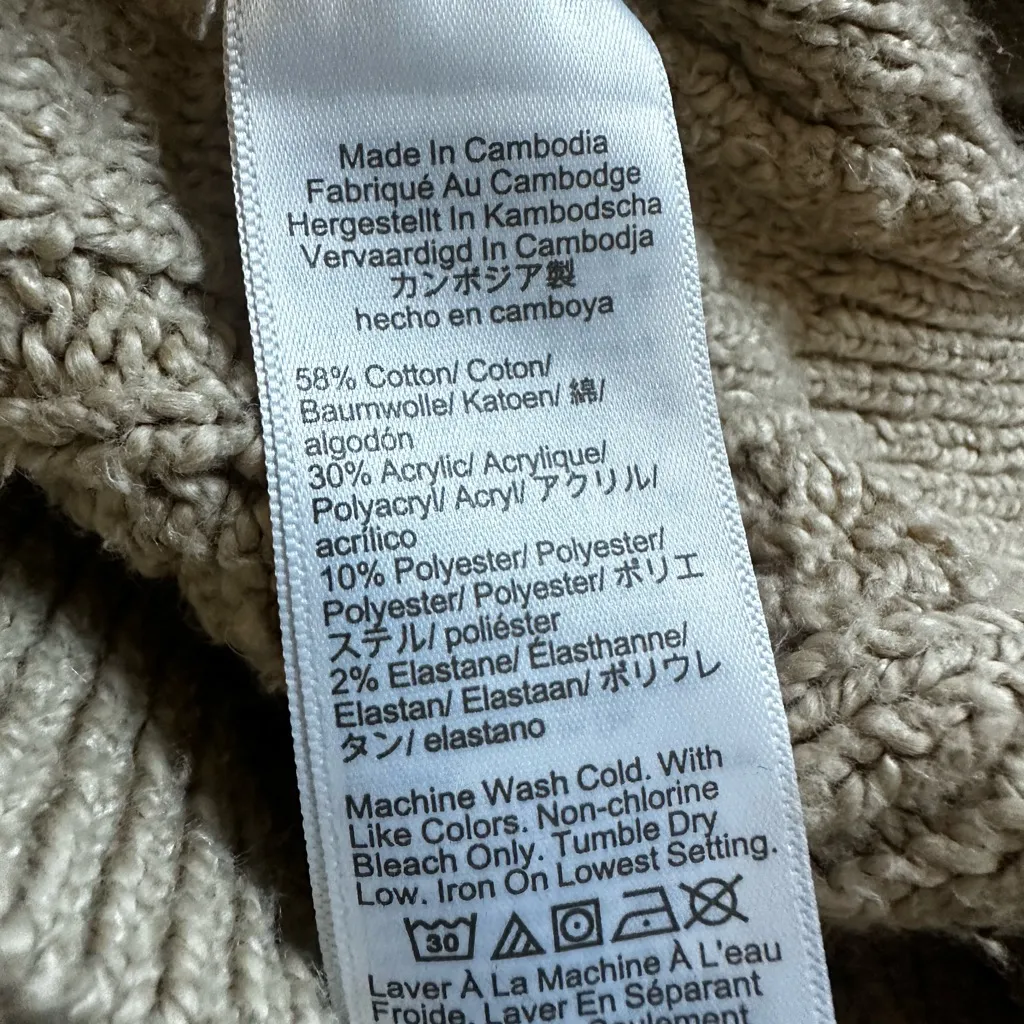 Made In Cambodia
Fabriqué Au Cambodge
Hergestellt In Kambodscha
Vervaardigd In Cambodja
カンボジア製
hecho en camboya
58% Cotton/ Coton/
Baumwolle/ Katoen/ 綿/
algodón
30% Acrylic/ Acrylique/
Polyacryl/ Acryl/ アクリル/
acrílico
10% Polyester/ Polyester/
Polyester/ Polyester/ ポリエ
ステル/ poliéster
2% Elastane/ Élasthanne/
Elastan/ Elastaan/ ポリウレ
タン/ elastano
Machine Wash Cold. With
Like Colors. Non-chlorine
Bleach Only. Tumble Dry
Low. Iron On Lowest Setting.
30
Laver À La Machine À L'eau
Froide. Laver En Séparant
Seulement